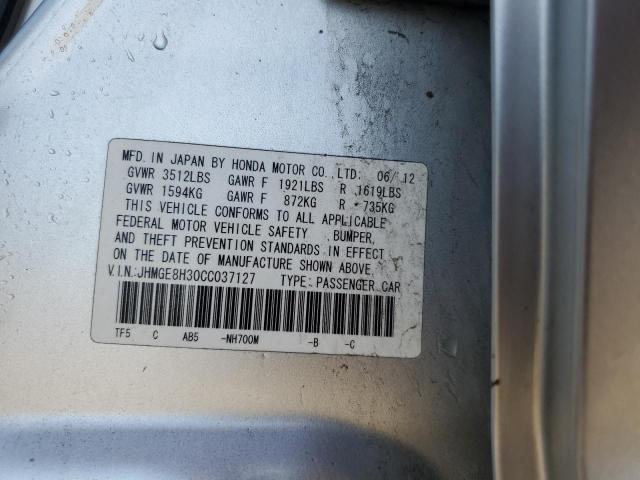 MFD. IN JAPAN BY HONDA MOTOR CO., LTD. 06/12
GVWR 3512LBS GAWR F 1921LBS R 1619LBS
GVWR 1594KG GAWR F 872KG R 735KG
THIS VEHICLE CONFORMS TO ALL APPLICABLE
FEDERAL MOTOR VEHICLE SAFETY, BUMPER,
AND THEFT PREVENTION STANDARDS IN EFFECT
ON THE DATE OF MANUFACTURE SHOWN ABOVE.
V.I.N.:JHMGE8H30CC037127 TYPE: PASSENGER CAR
TF5 C AB5 -NH700M -B -C